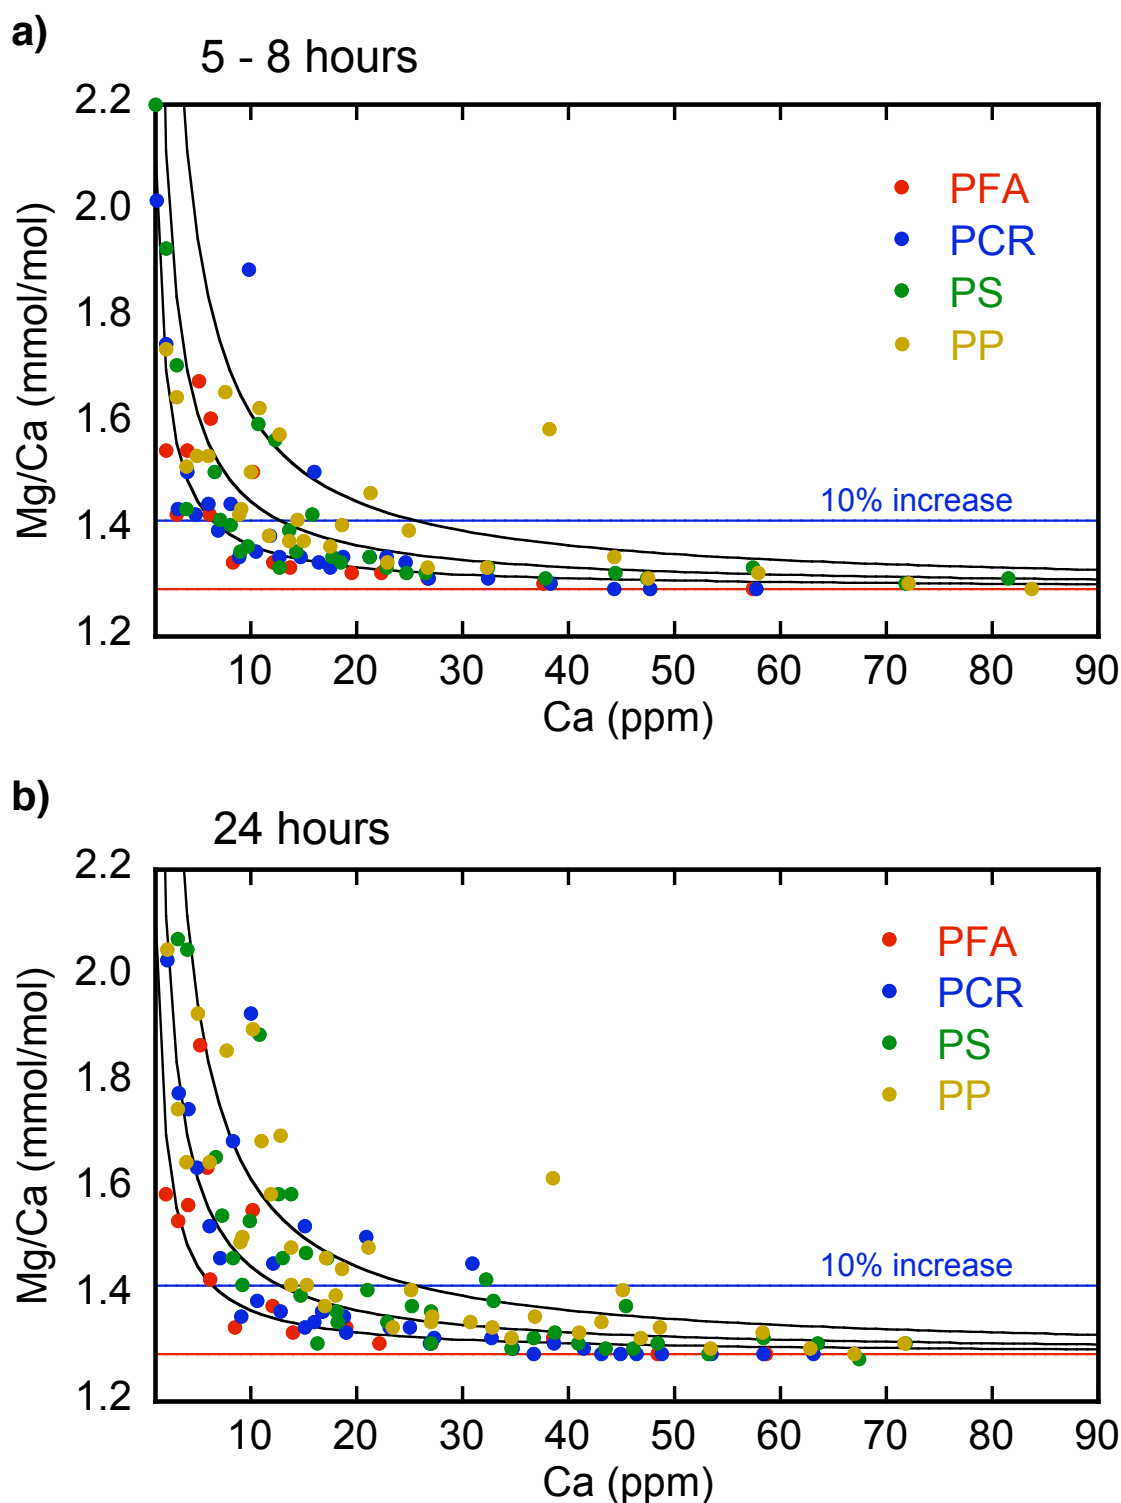 a)
5 - 8 hours
Mg/Ca (mmol/mol)
2.2
2.0
1.8
1.6
1.4
1.2
PFA
PCR
PS
PP
10% increase
10 20 30 40 50 60 70 80 90
Ca (ppm)
b)
24 hours
Mg/Ca (mmol/mol)
2.2
2.0
1.8
1.6
1.4
1.2
PFA
PCR
PS
PP
10% increase
10 20 30 40 50 60 70 80 90
Ca (ppm)